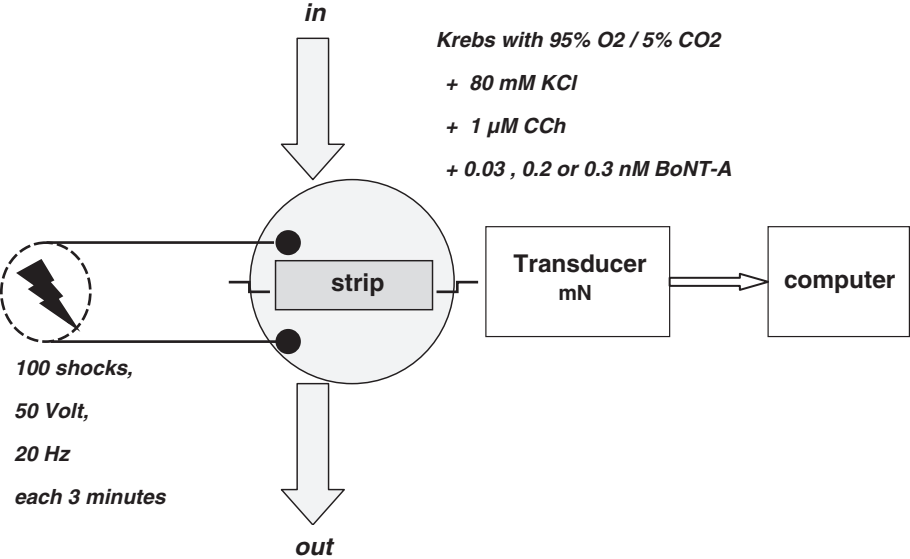 in
Krebs with 95% O2 / 5% CO2
+ 80 mM KCl
+ 1 µM CCh
+ 0.03 , 0.2 or 0.3 nM BoNT-A
strip
Transducer
mN
computer
100 shocks,
50 Volt,
20 Hz
each 3 minutes
out